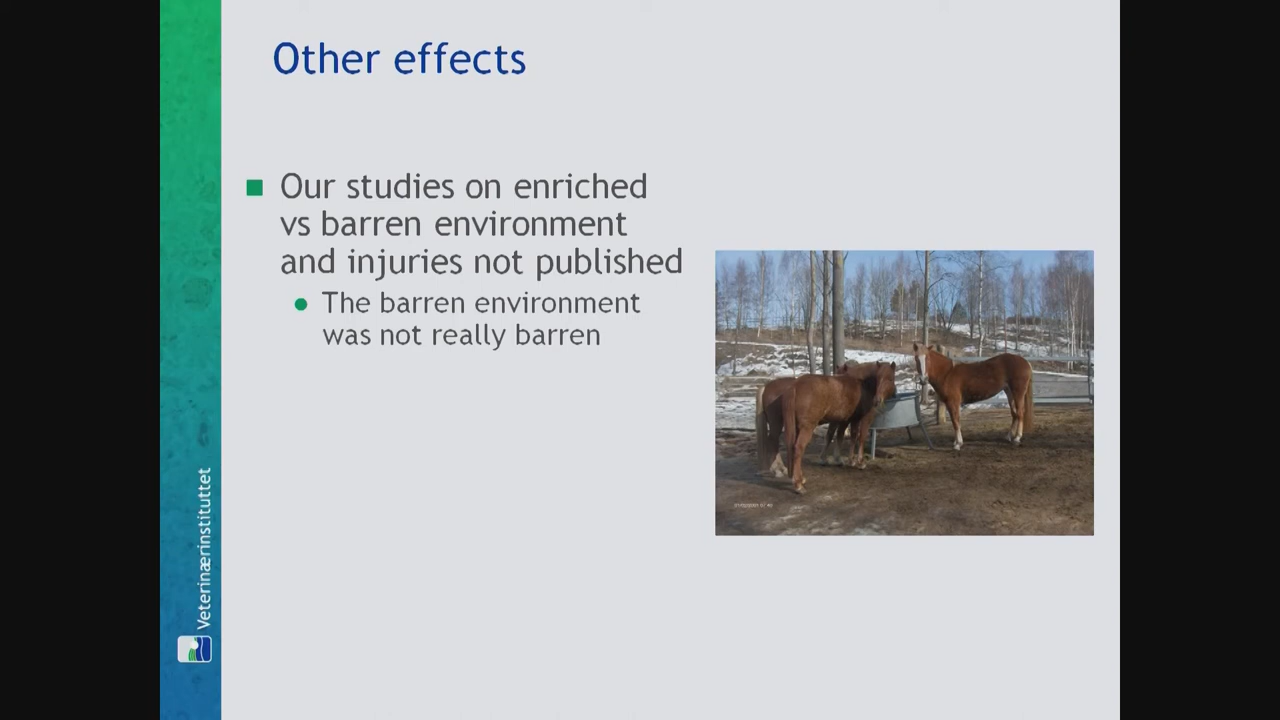 Other effects
Our studies on enriched
vs barren environment
and injuries not published
The barren environment
was not really barren
Veterinærinstituttet